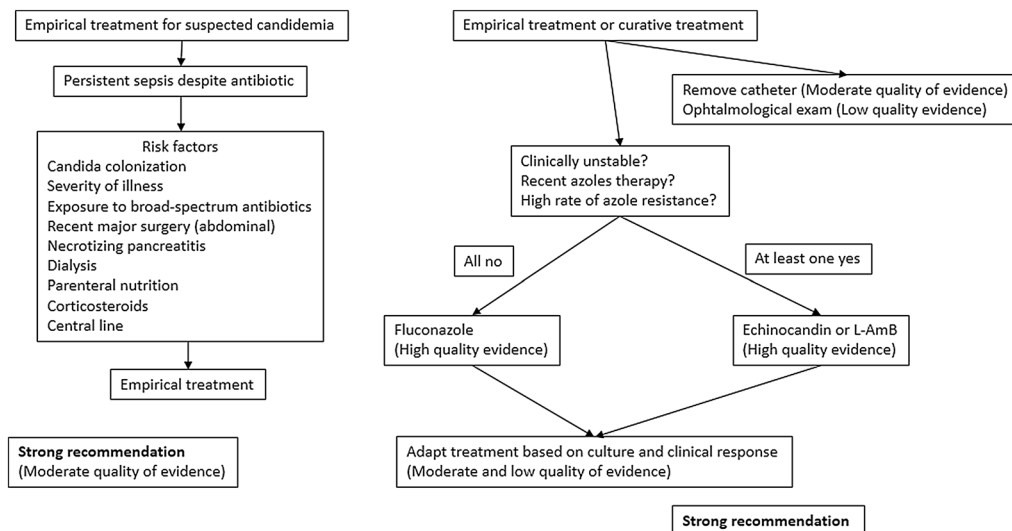 Empirical treatment for suspected candidemia
Persistent sepsis despite antibiotic
Risk factors
Candida colonization
Severity of illness
Exposure to broad-spectrum antibiotics
Recent major surgery (abdominal)
Necrotizing pancreatitis
Dialysis
Parenteral nutrition
Corticosteroids
Central line
Empirical treatment
Strong recommendation
(Moderate quality of evidence)
Empirical treatment or curative treatment
Remove catheter (Moderate quality of evidence)
Ophtalmological exam (Low quality evidence)
Clinically unstable?
Recent azoles therapy?
High rate of azole resistance?
All no
At least one yes
Fluconazole
(High quality evidence)
Echinocandin or L-AmB
(High quality evidence)
Adapt treatment based on culture and clinical response
(Moderate and low quality of evidence)
Strong recommendation